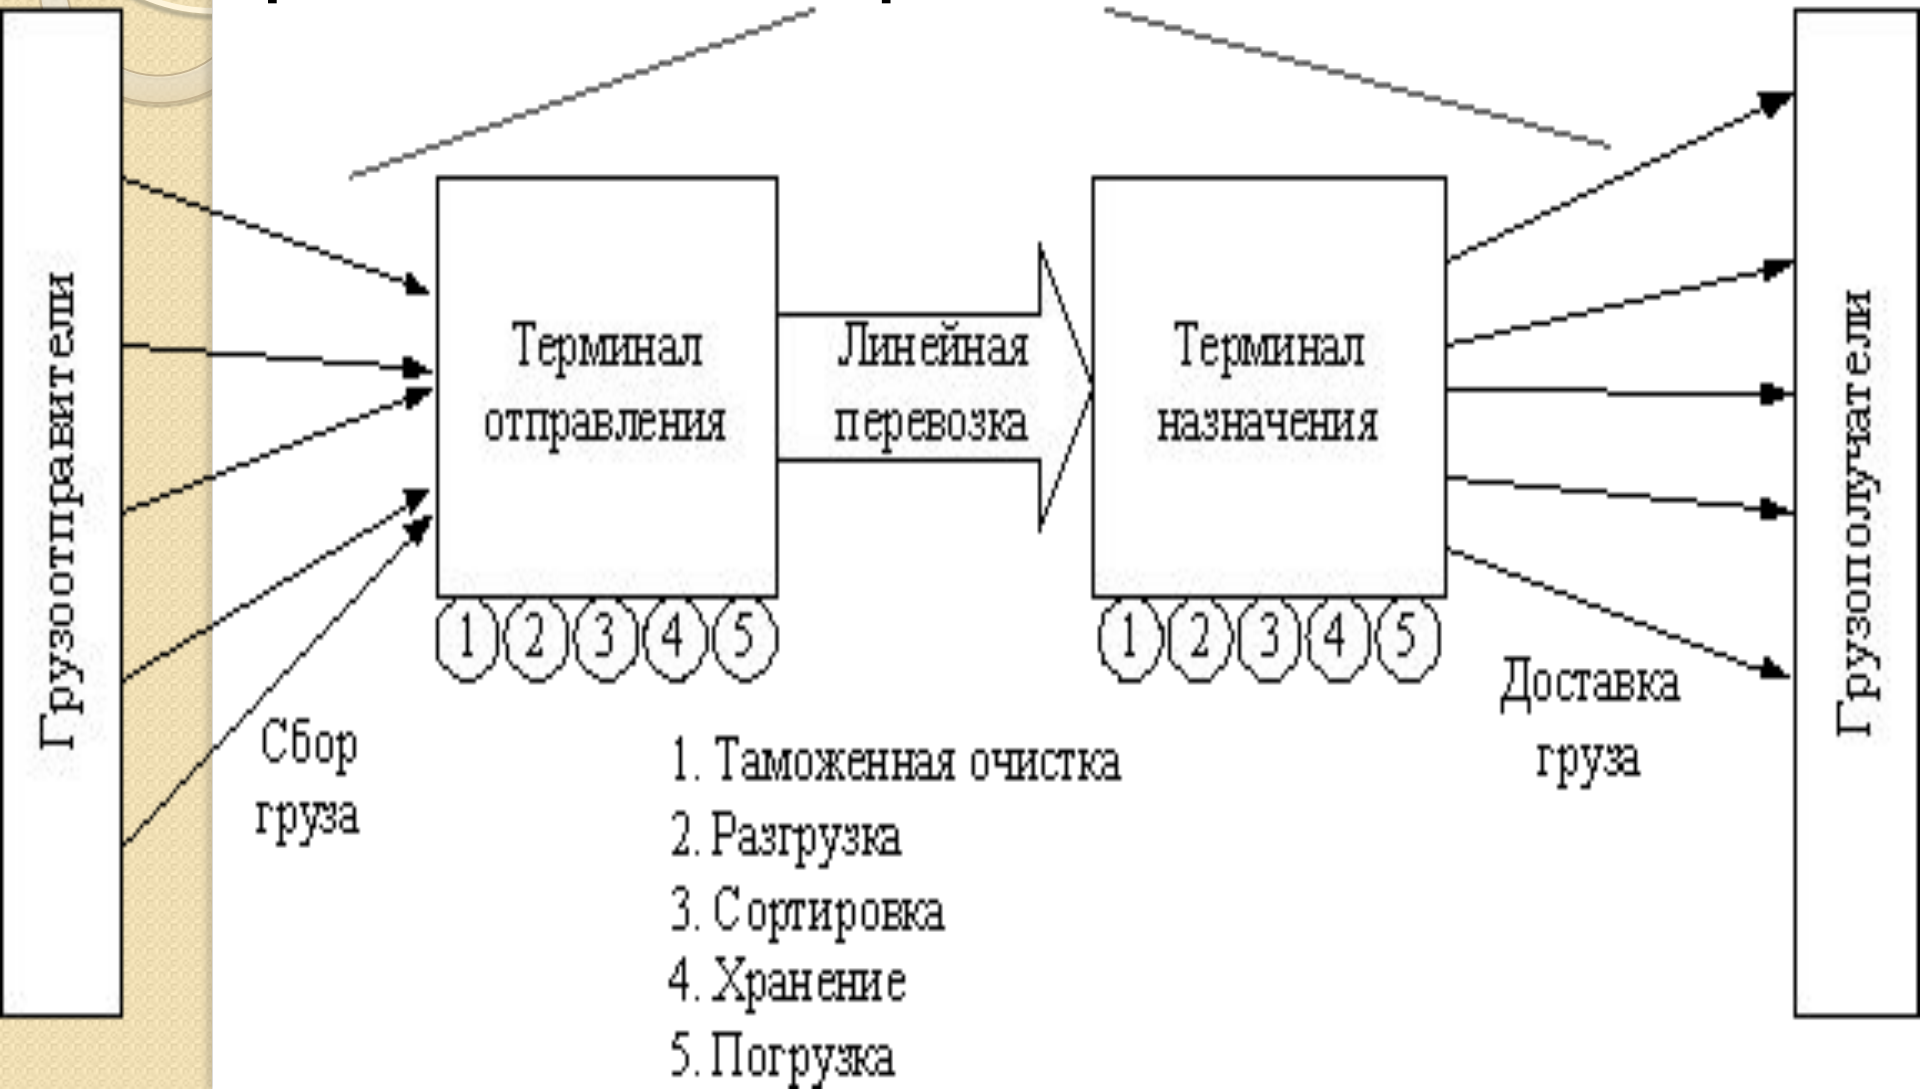 Грузоотправители
Терминал
отправления
Линейная
перевозка
Терминал
назначения
Грузополучатели
1 2 3 4 5
1 2 3 4 5
Сбор
груза
Доставка
груза
1. Таможенная очистка
2. Разгрузка
3. Сортировка
4. Хранение
5. Погрузка